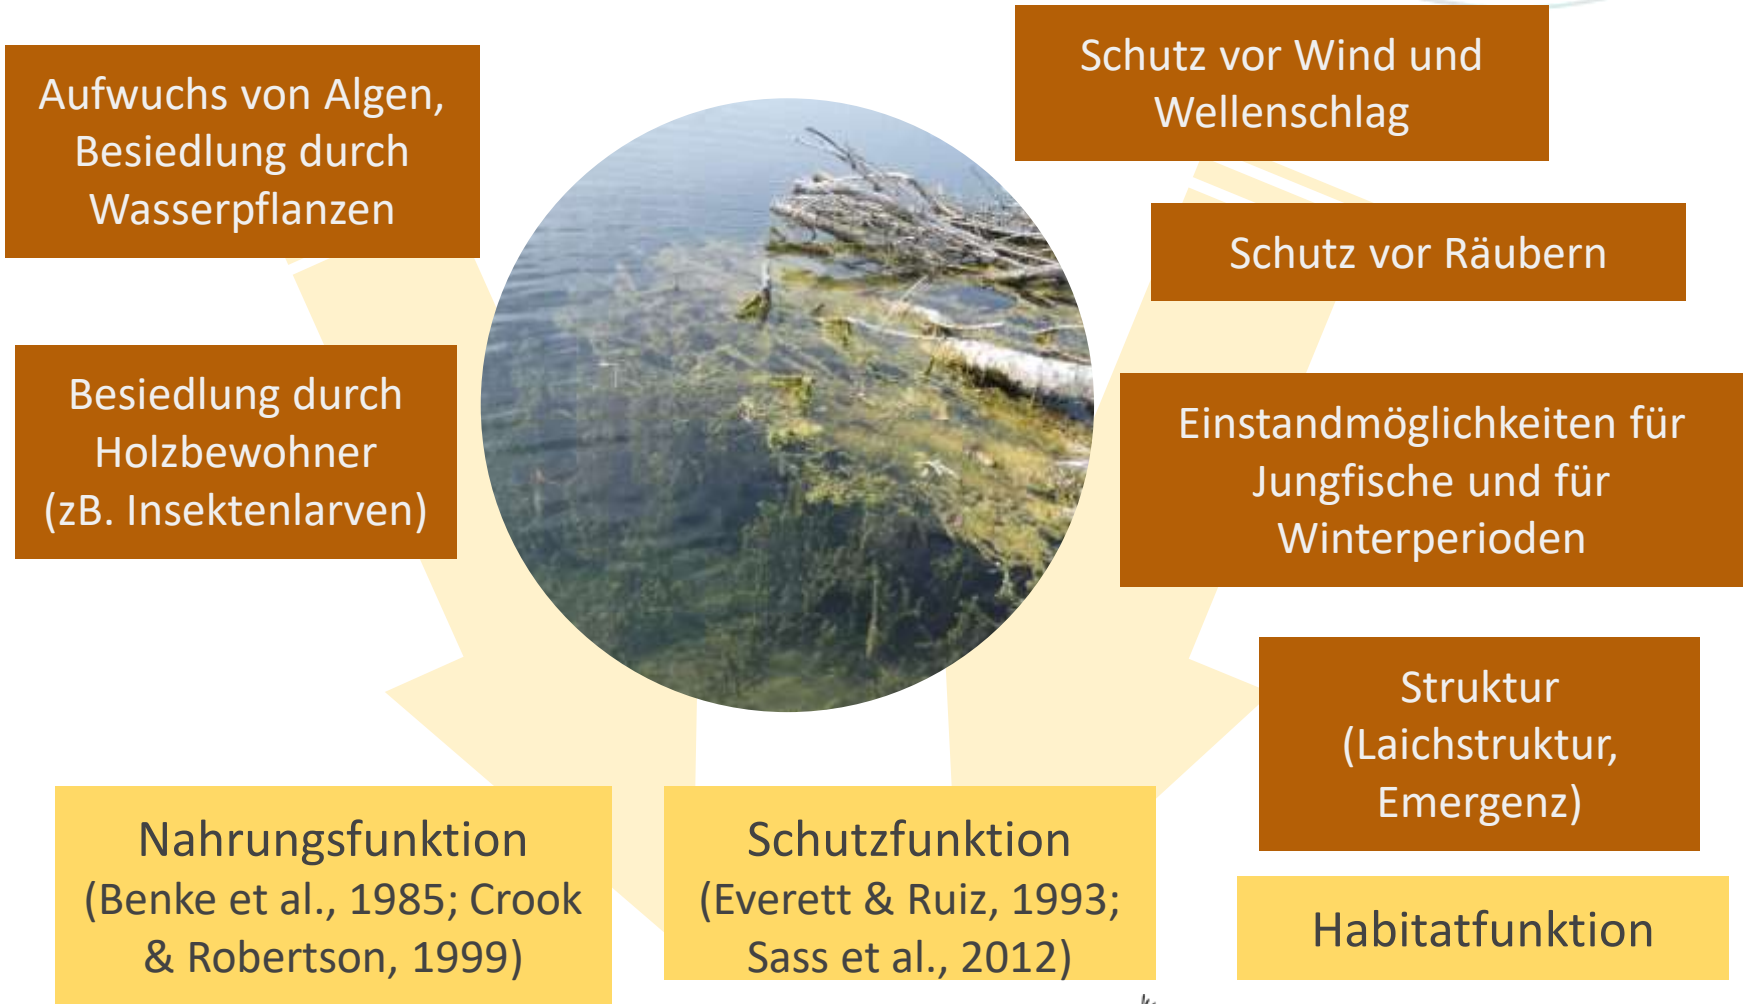 Aufwuchs von Algen,
Besiedlung durch
Wasserpflanzen
Besiedlung durch
Holzbewohner
(zB. Insektenlarven)
Schutz vor Wind und
Wellenschlag
Schutz vor Räubern
Einstandmöglichkeiten für
Jungfische und für
Winterperioden
Struktur
(Laichstruktur,
Emergenz)
Nahrungsfunktion
(Benke et al., 1985; Crook
& Robertson, 1999)
Schutzfunktion
(Everett & Ruiz, 1993;
Sass et al., 2012)
Habitatfunktion